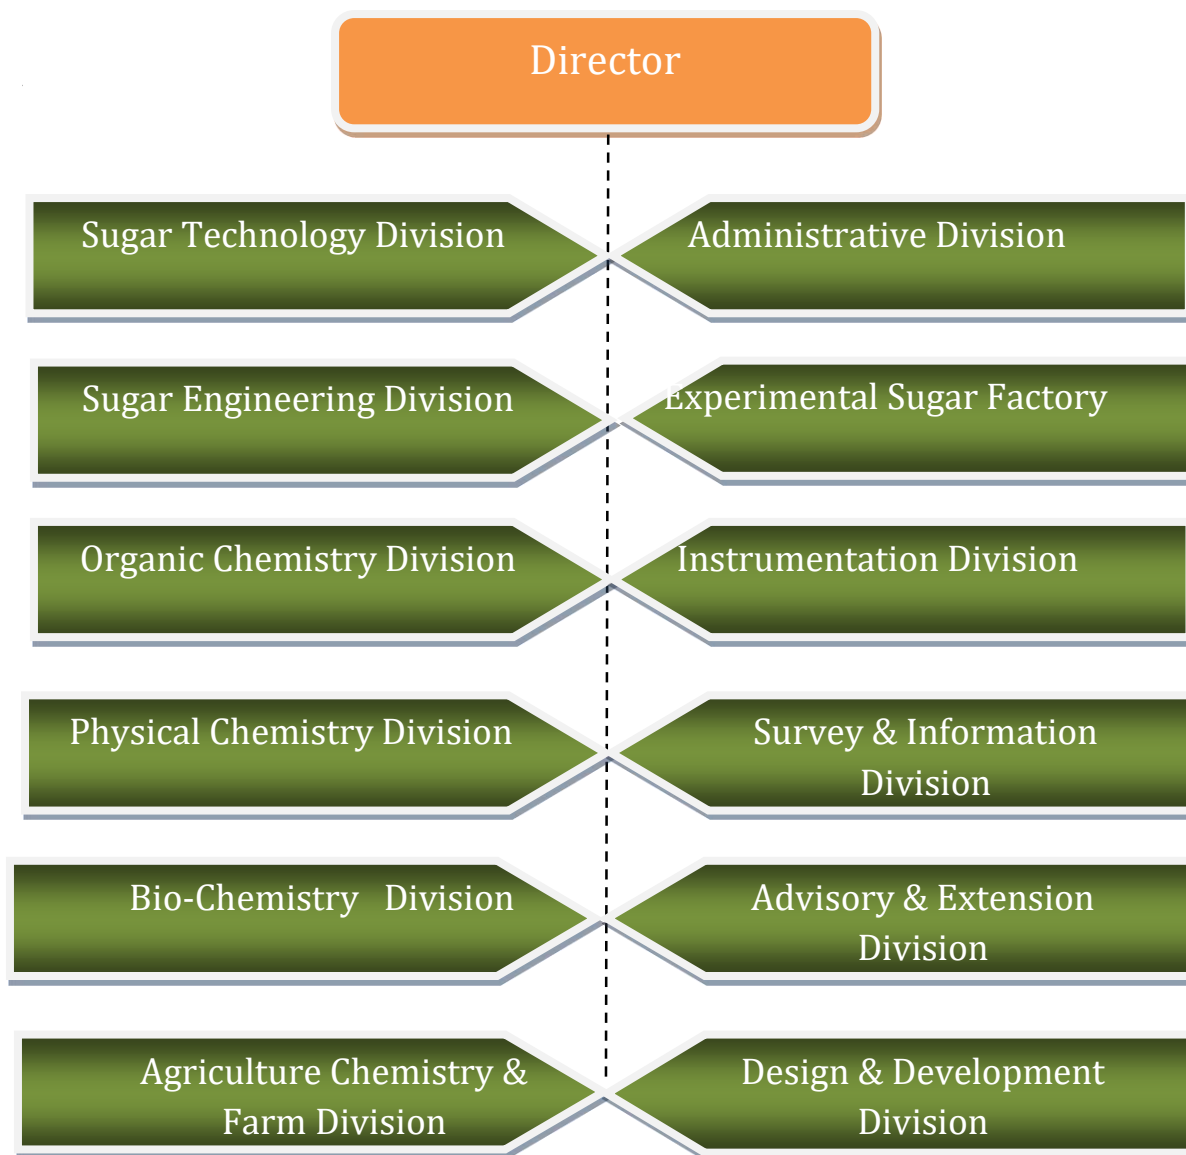 Director
Sugar Technology Division
Administrative Division
Sugar Engineering Division
Experimental Sugar Factory
Organic Chemistry Division
Instrumentation Division
Physical Chemistry Division
Survey & Information
Division
Bio-Chemistry Division
Advisory & Extension
Division
Agriculture Chemistry &
Farm Division
Design & Development
Division